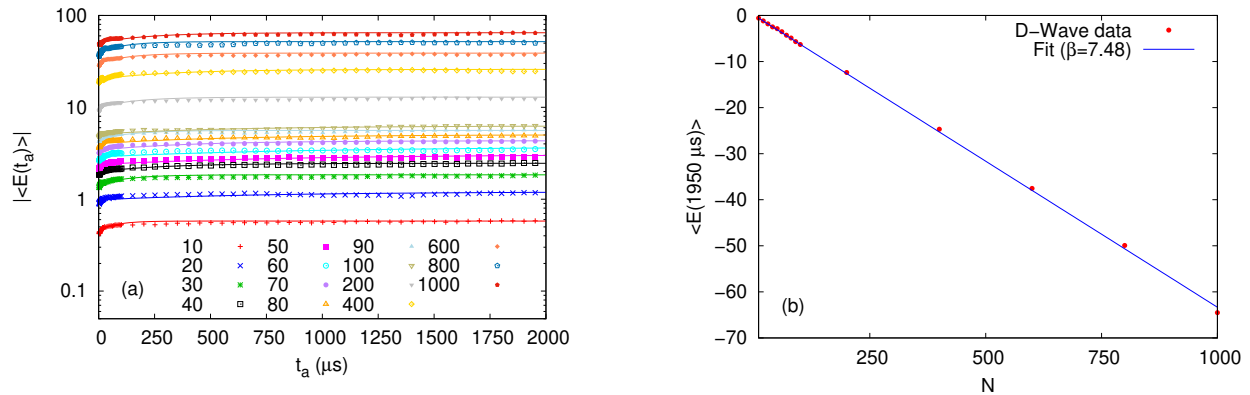 100
10
1
0.1
|<E(t_a)>|
10 50 90 600
20 60 100 800
30 70 200 1000
40 80 400
(a)
0 250 500 750 1000 1250 1500 1750 2000
t_a (μs)
0
−10
−20
−30
−40
−50
−60
−70
<E(1950 μs)>
D−Wave data
Fit (β=7.48)
(b)
250 500 750 1000
N